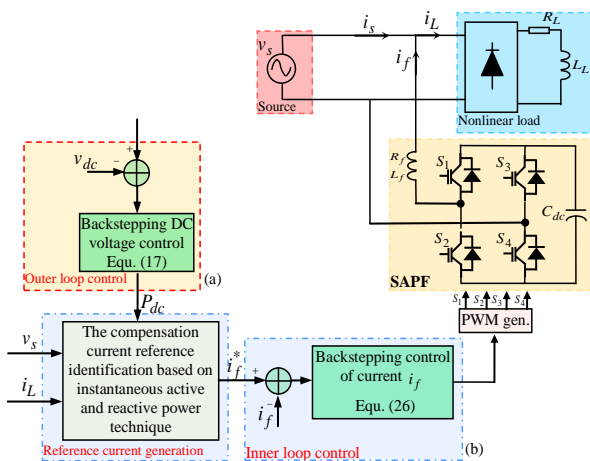 i_s
i_L
R_L
v_s
i_f
L_L
Source
Nonlinear load
+
v_dc
−
R_f
L_f
S_1
S_3
C_dc
Backstepping DC
voltage control
Equ. (17)
S_2
S_4
Outer loop control
(a)
SAPF
P_dc
S_1
S_2
S_3
S_4
PWM gen.
v_s
The compensation
current reference
identification based on
instantaneous active
and reactive power
technique
i_L
i_f^*
+
i_f
−
Backstepping control
of current i_f
Equ. (26)
Reference current generation
Inner loop control
(b)